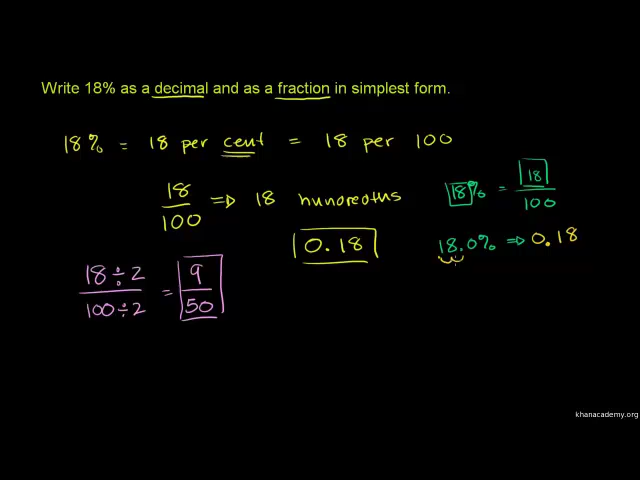 Write 18% as a decimal and as a fraction in simplest form.
18% = 18 per cent = 18 per 100
18/100 ⇒ 18 hundreoths
0.18
18% = 18/100
18.0% ⇒ 0.18
18÷2/100÷2 = 9/50
khanacademy.org